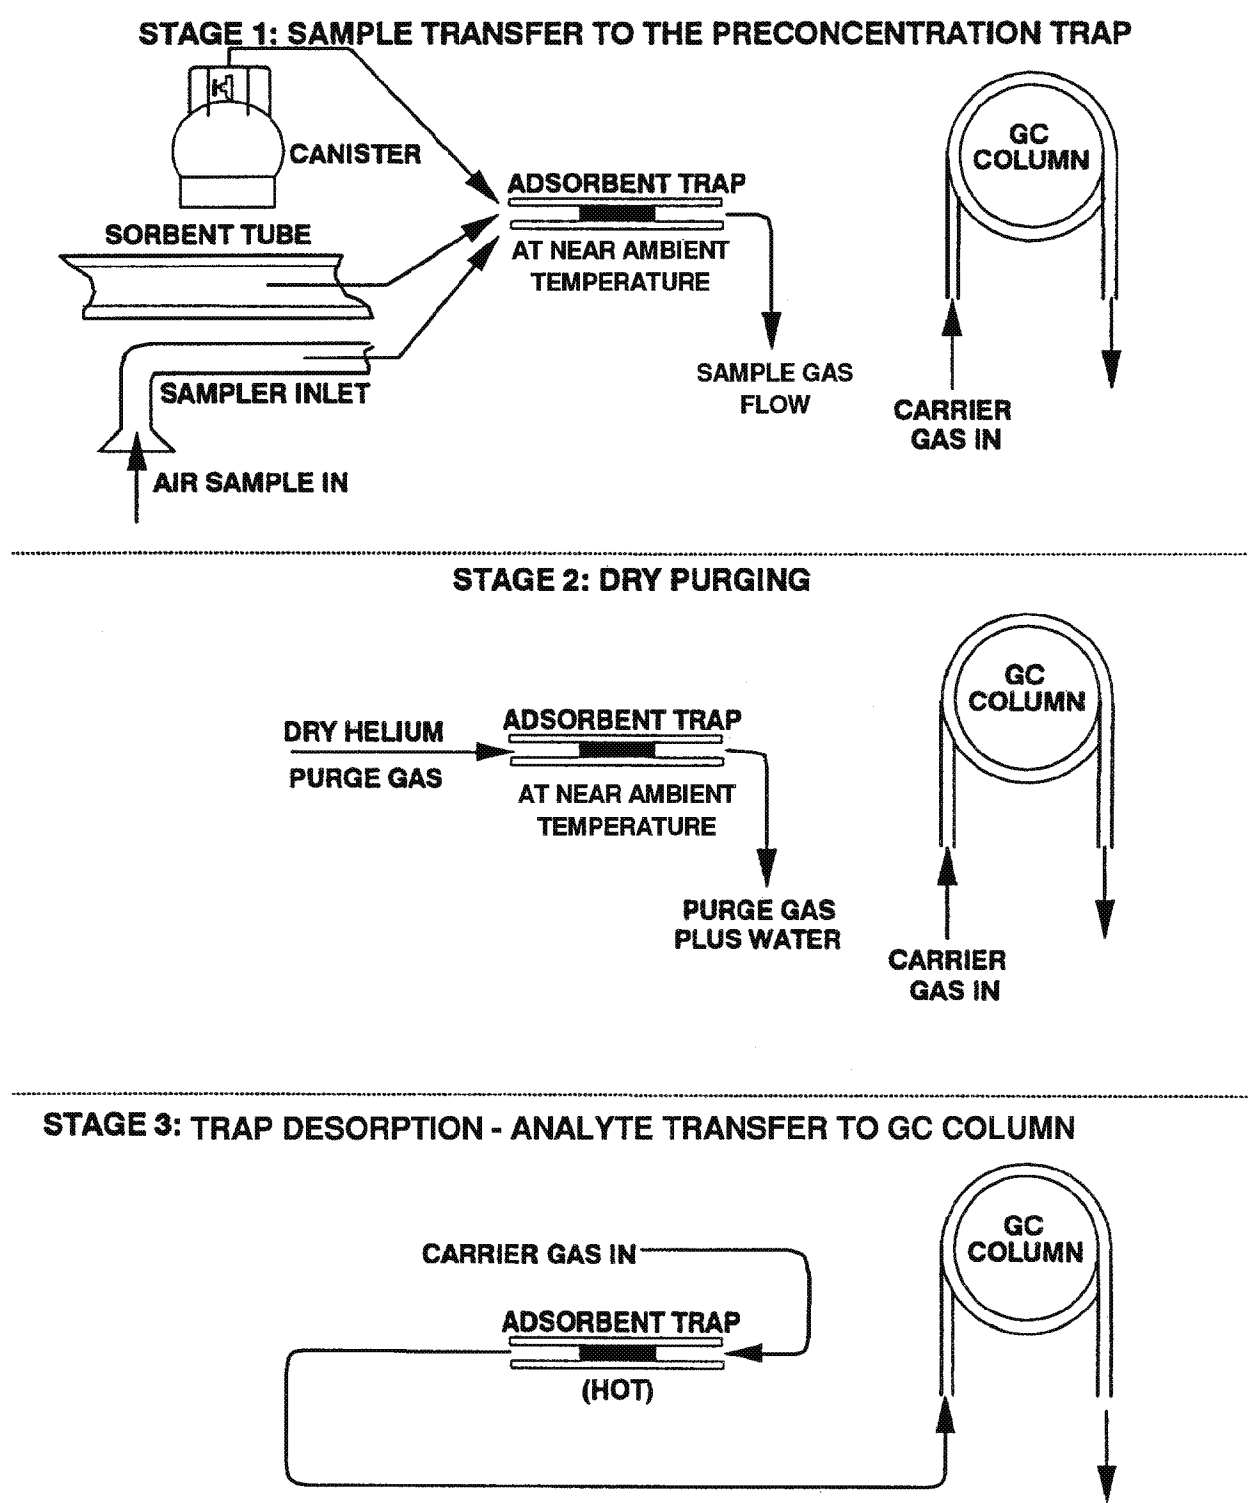 STAGE 1: SAMPLE TRANSFER TO THE PRECONCENTRATION TRAP
CANISTER
SORBENT TUBE
SAMPLER INLET
AIR SAMPLE IN
ADSORBENT TRAP
AT NEAR AMBIENT
TEMPERATURE
SAMPLE GAS
FLOW
GC
COLUMN
CARRIER
GAS IN
STAGE 2: DRY PURGING
DRY HELIUM
PURGE GAS
ADSORBENT TRAP
AT NEAR AMBIENT
TEMPERATURE
PURGE GAS
PLUS WATER
GC
COLUMN
CARRIER
GAS IN
STAGE 3: TRAP DESORPTION - ANALYTE TRANSFER TO GC COLUMN
CARRIER GAS IN
ADSORBENT TRAP
(HOT)
GC
COLUMN